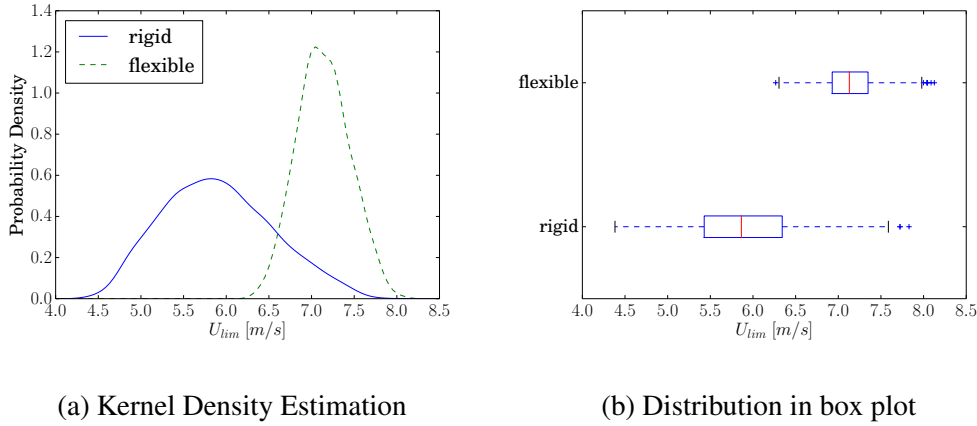 1.4
1.2
1.0
0.8
0.6
0.4
0.2
0.0
Probability Density
rigid
flexible
4.0 4.5 5.0 5.5 6.0 6.5 7.0 7.5 8.0 8.5
U_lim [m/s]
(a) Kernel Density Estimation
flexible
rigid
4.0 4.5 5.0 5.5 6.0 6.5 7.0 7.5 8.0 8.5
U_lim [m/s]
(b) Distribution in box plot